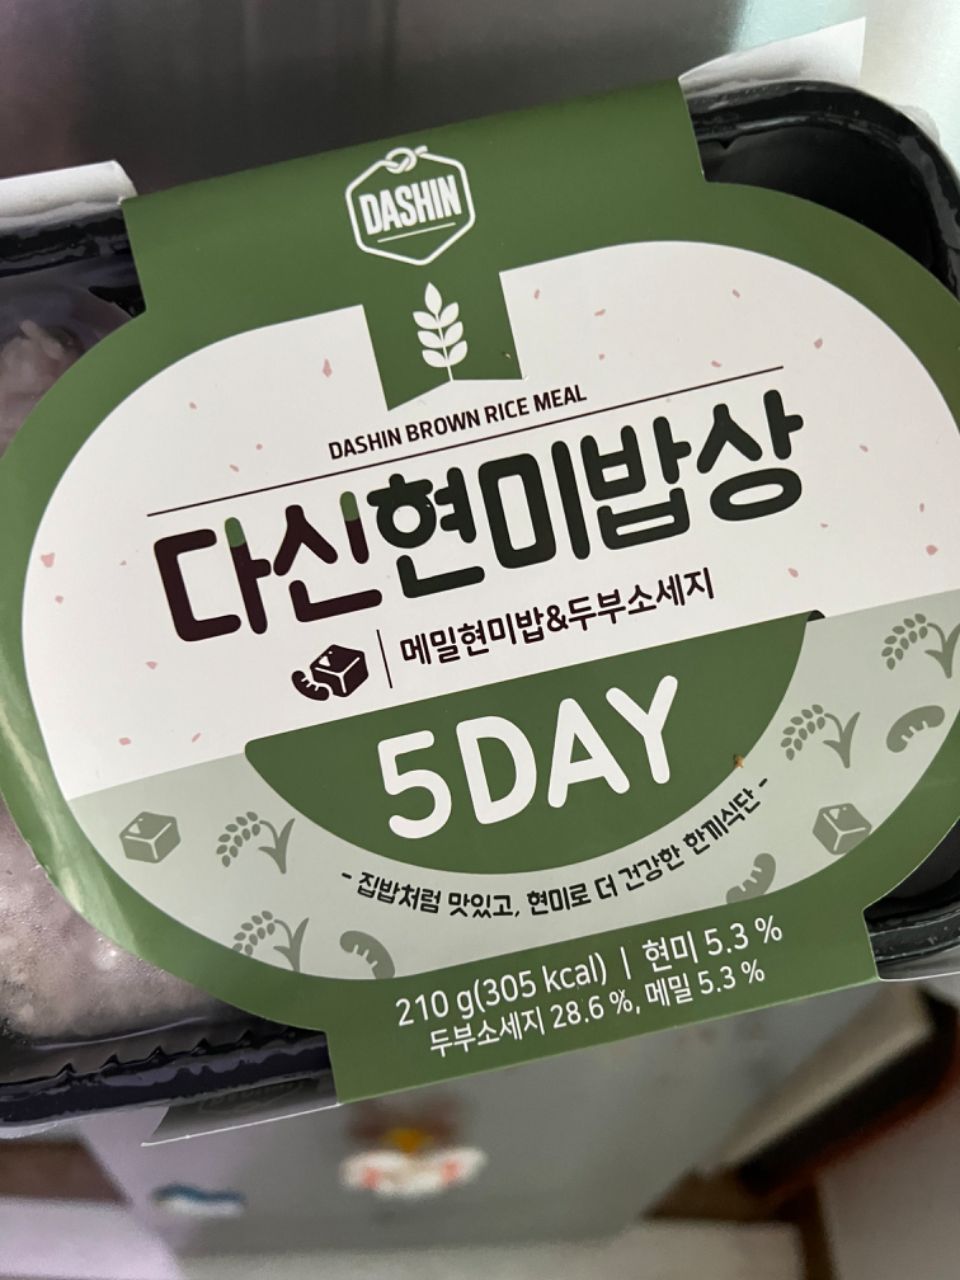 DASHIN
DASHIN BROWN RICE MEAL
다신현미밥상
메밀현미밥&두부소세지
5DAY
- 집밥처럼 맛있고, 현미로 더 건강한 한끼식단 -
210 g(305 kcal) | 현미 5.3 %
두부소세지 28.6 %, 메밀 5.3 %